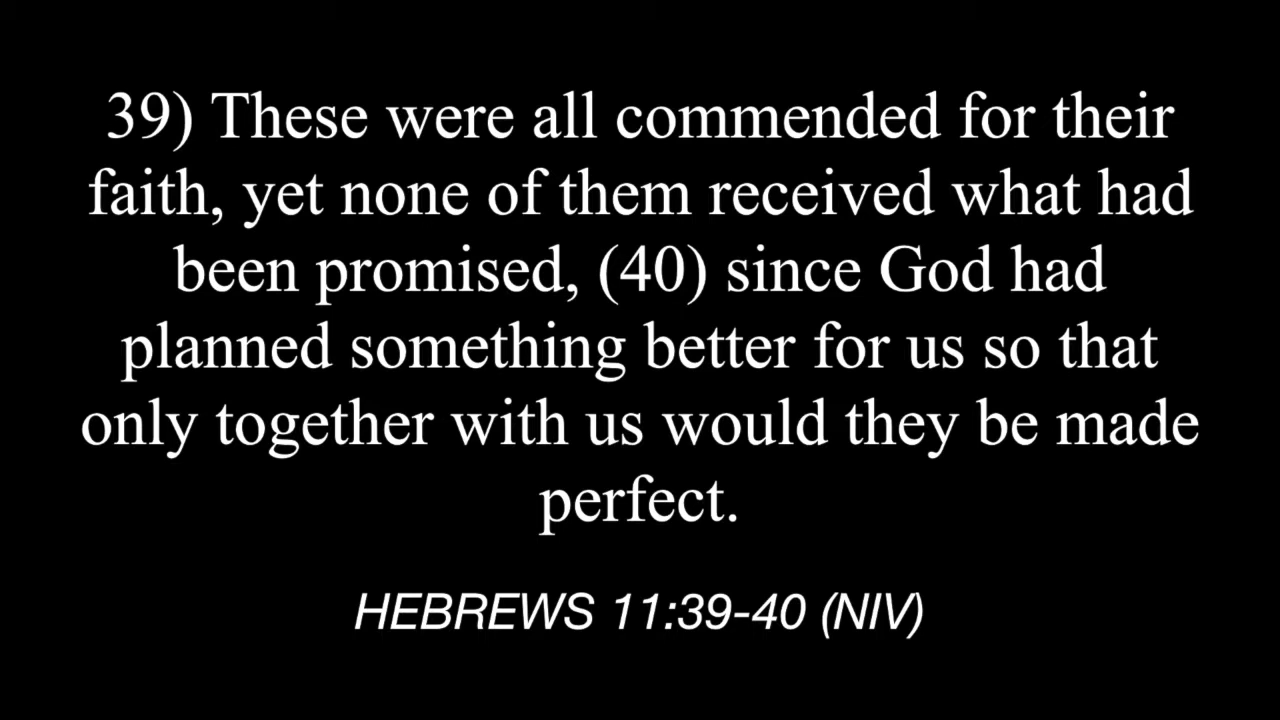 39) These were all commended for their
faith, yet none of them received what had
been promised, (40) since God had
planned something better for us so that
only together with us would they be made
perfect.
HEBREWS 11:39-40 (NIV)